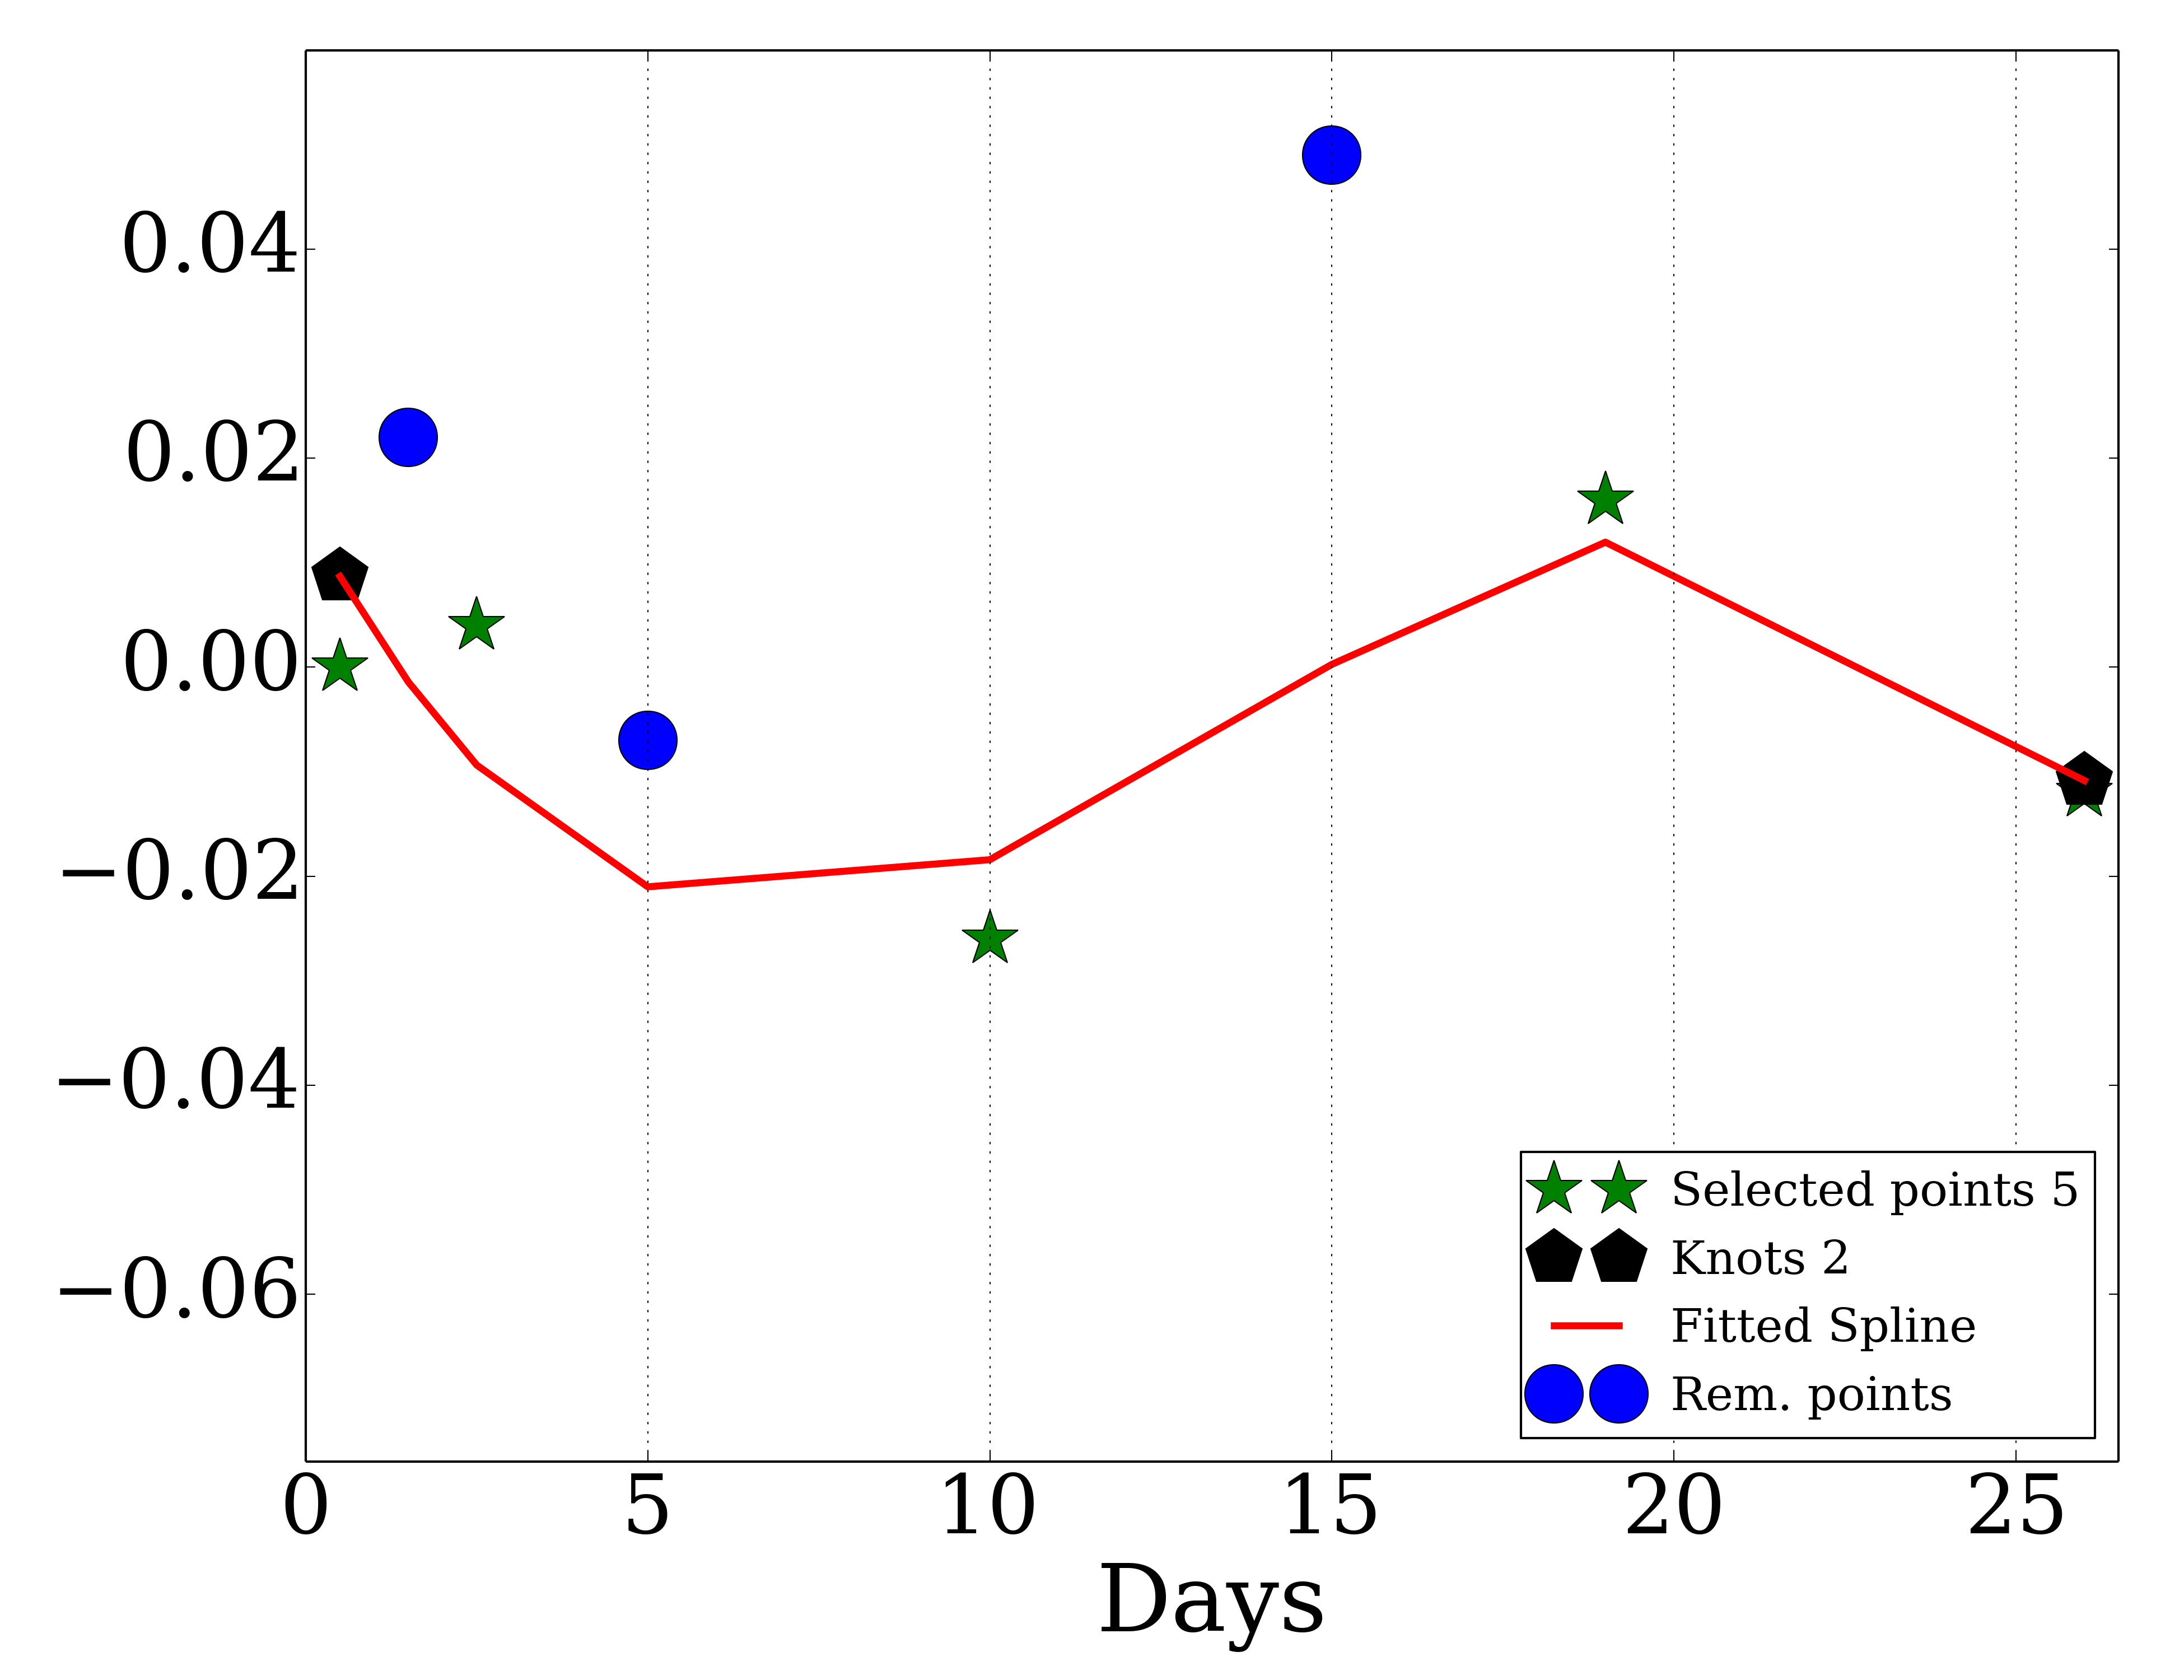 0.04
0.02
0.00
−0.02
−0.04
−0.06
Selected points 5
Knots 2
Fitted Spline
Rem. points
0 5 10 15 20 25
Days